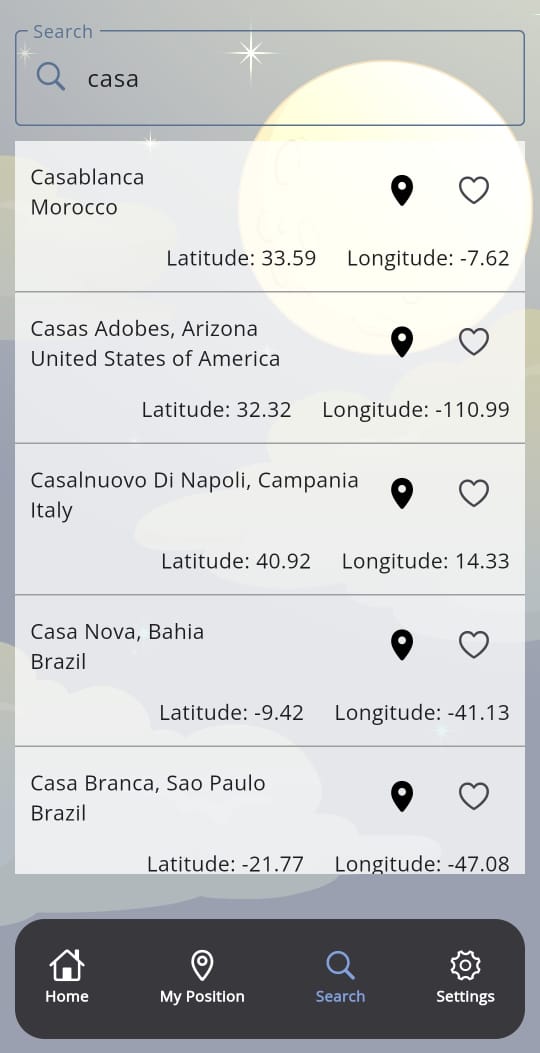 Search
casa
Casablanca
Morocco
Latitude: 33.59 Longitude: -7.62
Casas Adobes, Arizona
United States of America
Latitude: 32.32 Longitude: -110.99
Casalnuovo Di Napoli, Campania
Italy
Latitude: 40.92 Longitude: 14.33
Casa Nova, Bahia
Brazil
Latitude: -9.42 Longitude: -41.13
Casa Branca, Sao Paulo
Brazil
Latitude: -21.77 Longitude: -47.08
Home My Position Search Settings